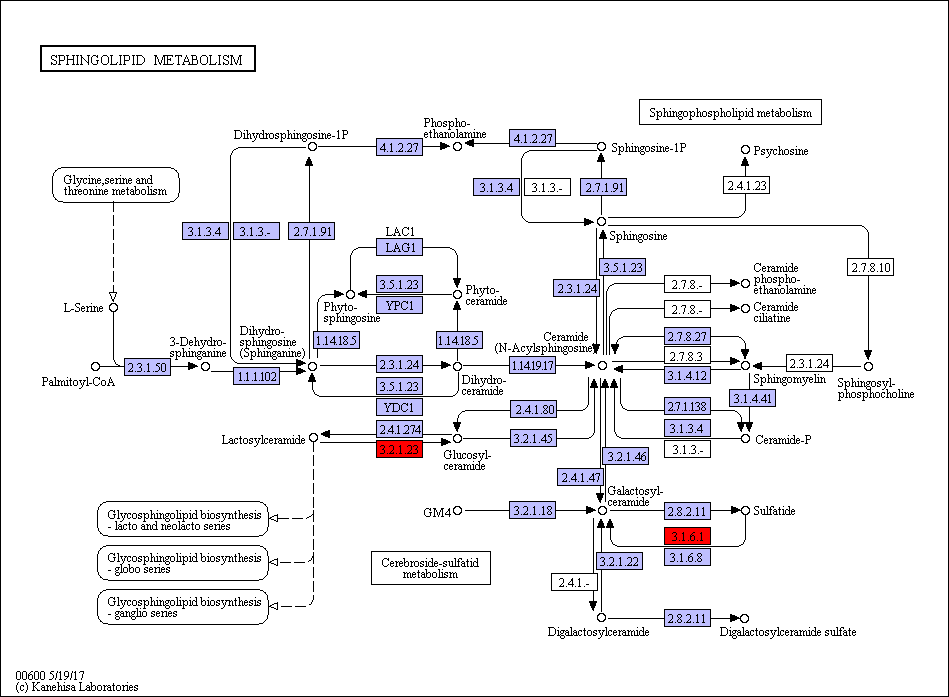 SPHINGOLIPID METABOLISM
Sphingophospholipid metabolism
Dihydrosphingosine-1P
Phospho-
ethanolamine
4.1.2.27
4.1.2.27
Sphingosine-1P
Psychosine
Glycine,serine and
threonine metabolism
3.1.3.4
3.1.3.-
2.7.1.91
2.4.1.23
3.1.3.4
3.1.3.-
2.7.1.91
LAC1
LAG1
Sphingosine
2.7.8.10
3.5.1.23
2.3.1.24
3.5.1.23
YPC1
Phyto-
sphingosine
Phyto-
ceramide
2.7.8.-
Ceramide
phospho-
ethanolamine
2.7.8.-
Ceramide
ciliatine
L-Serine
3-Dehydro-
sphinganine
Dihydro-
sphingosine
(Sphinganine)
1.14.18.5
1.14.18.5
Ceramide
(N-Acylsphingosine)
2.7.8.27
2.7.8.3
3.1.4.12
2.3.1.50
1.1.1.102
2.3.1.24
3.5.1.23
YDC1
1.14.19.17
2.3.1.24
Palmitoyl-CoA
Dihydro-
ceramide
Sphingomyelin
Sphingosyl-
phosphocholine
3.1.4.41
2.4.1.80
2.7.1.138
3.1.3.4
3.1.3.-
Ceramide-P
Lactosylceramide
2.4.1.274
3.2.1.23
3.2.1.45
Glucosyl-
ceramide
3.2.1.46
2.4.1.47
Galactosyl-
ceramide
GM4
3.2.1.18
2.8.2.11
Sulfatide
3.1.6.1
3.1.6.8
Glycosphingolipid biosynthesis
- lacto and neolacto series
Glycosphingolipid biosynthesis
- globo series
Glycosphingolipid biosynthesis
- ganglio series
Cerebroside-sulfatid
metabolism
3.2.1.22
2.4.1.-
2.8.2.11
Digalactosylceramide
Digalactosylceramide sulfate
00600 5/19/17
(c) Kanehisa Laboratories